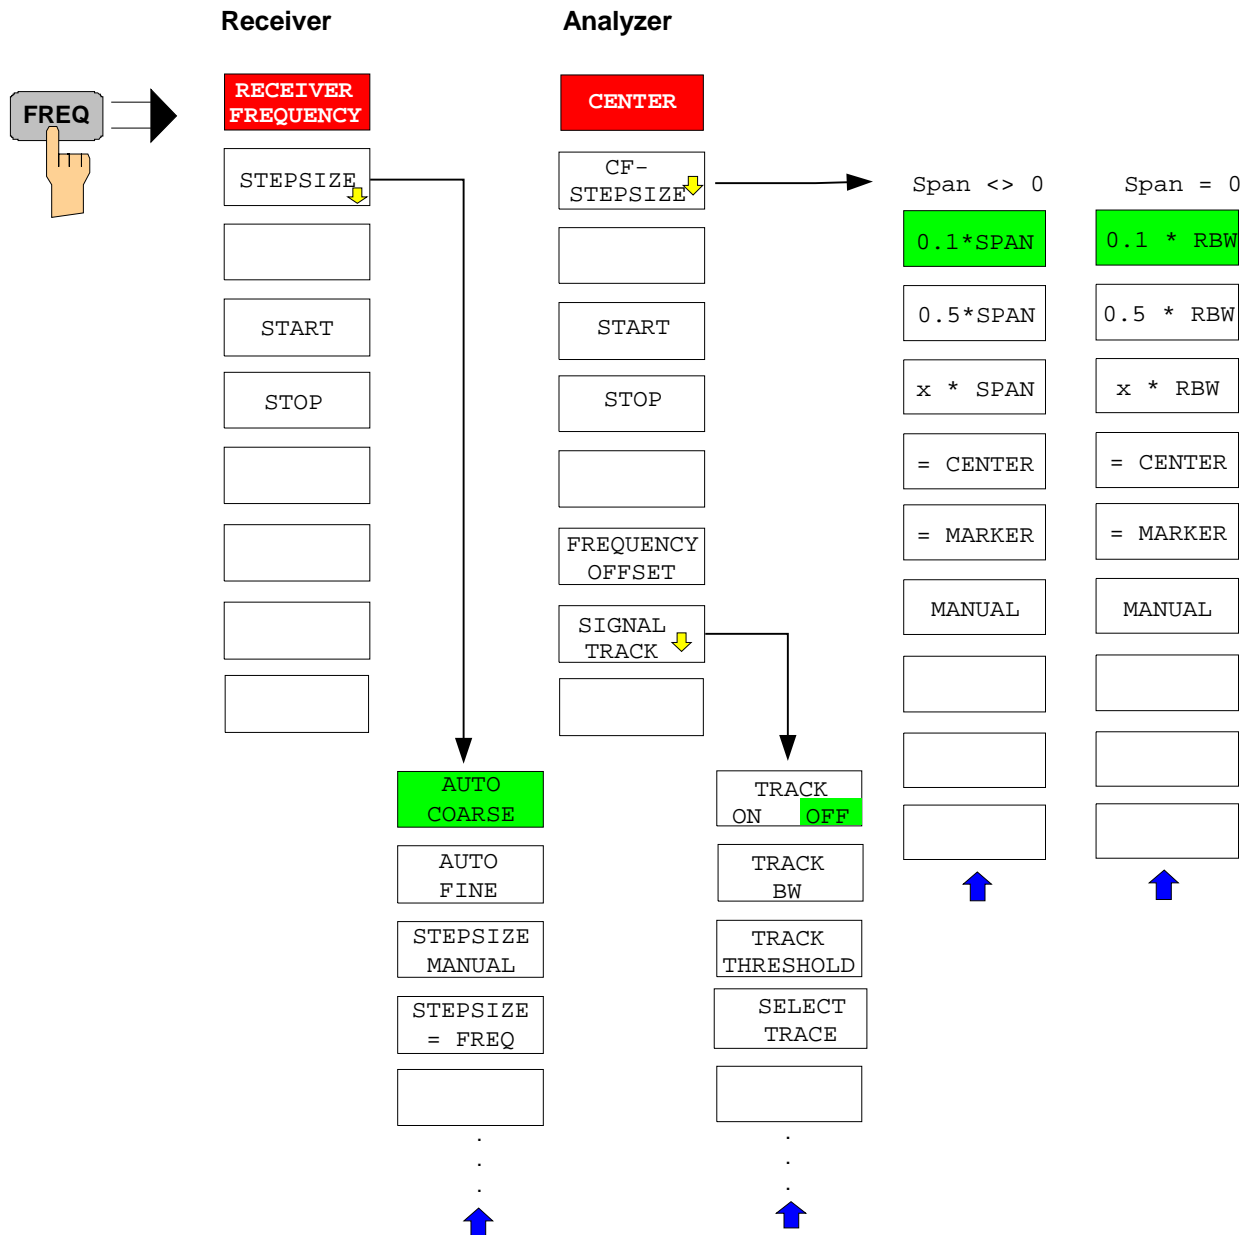 Receiver
Analyzer
FREQ
RECEIVER
FREQUENCY
STEPSIZE
START
STOP
CENTER
CF-
STEPSIZE
START
STOP
FREQUENCY
OFFSET
SIGNAL
TRACK
Span <> 0
0.1*SPAN
0.5*SPAN
x * SPAN
= CENTER
= MARKER
MANUAL
Span = 0
0.1 * RBW
0.5 * RBW
x * RBW
= CENTER
= MARKER
MANUAL
AUTO
COARSE
AUTO
FINE
STEPSIZE
MANUAL
STEPSIZE
= FREQ
.
.
.
TRACK
ON OFF
TRACK
BW
TRACK
THRESHOLD
SELECT
TRACE
.
.
.